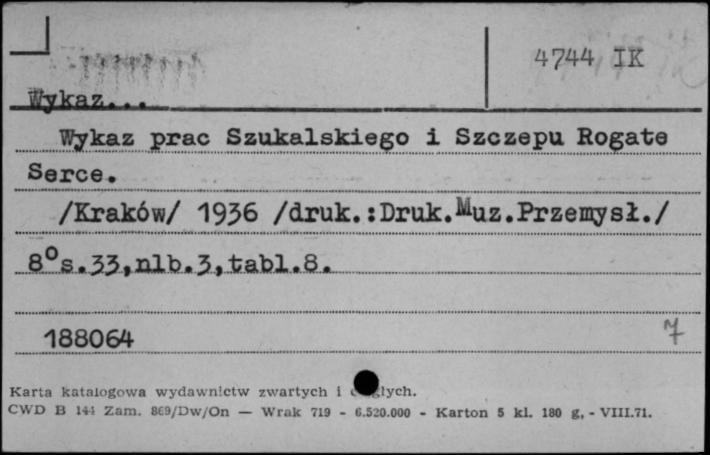 4744 IK
Wykaz...
Wykaz prac Szukalskiego i Szczepu Rogate
Serce.
/Kraków/ 1936 /druk.:Druk.Muz.Przemysł./
8° s.33,nlb.3,tabl.8.
188064 7
Karta katalogowa wydawnictw zwartych i
CWD B 144 Zam. 869/Dw/On — Wrak 719 - 6.520.000 - Karton 5 kl. 180 g, - VIII.71.